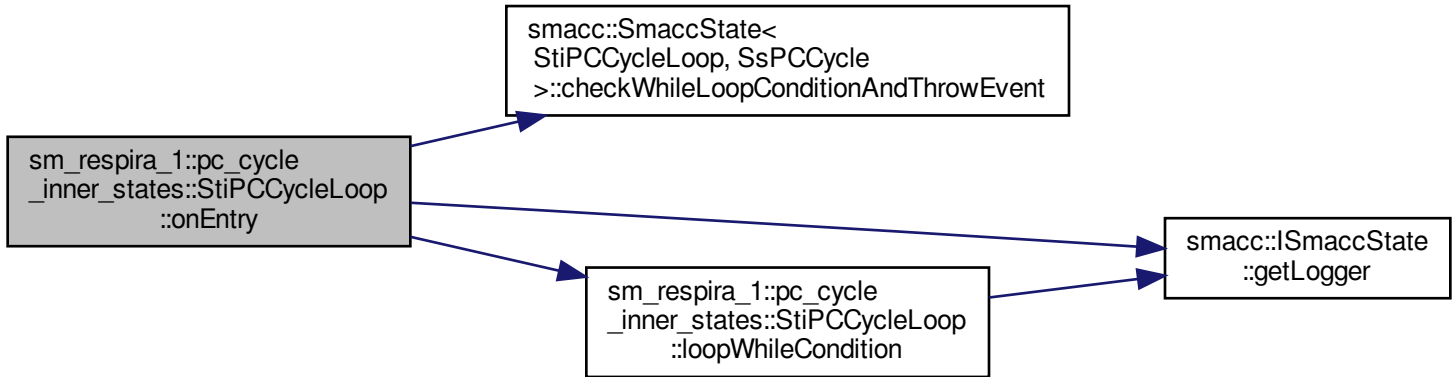 smacc::SmaccState<
StiPCCycleLoop, SsPCCycle
>::checkWhileLoopConditionAndThrowEvent
sm_respira_1::pc_cycle
_inner_states::StiPCCycleLoop
::onEntry
smacc::ISmaccState
::getLogger
sm_respira_1::pc_cycle
_inner_states::StiPCCycleLoop
::loopWhileCondition